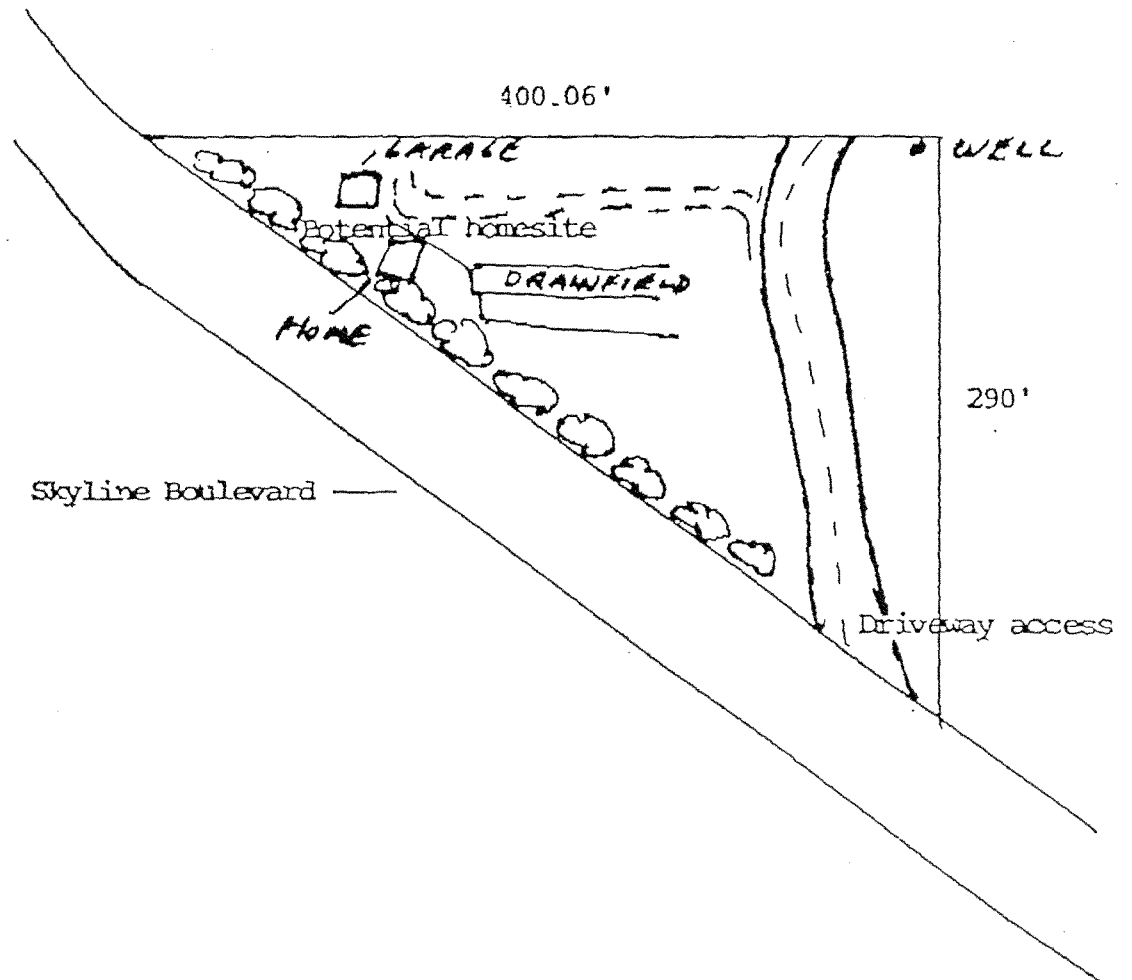 400.06'
GARAGE
WELL
Potential homesite
DRAINFIELD
HOME
290'
Skyline Boulevard
Driveway access